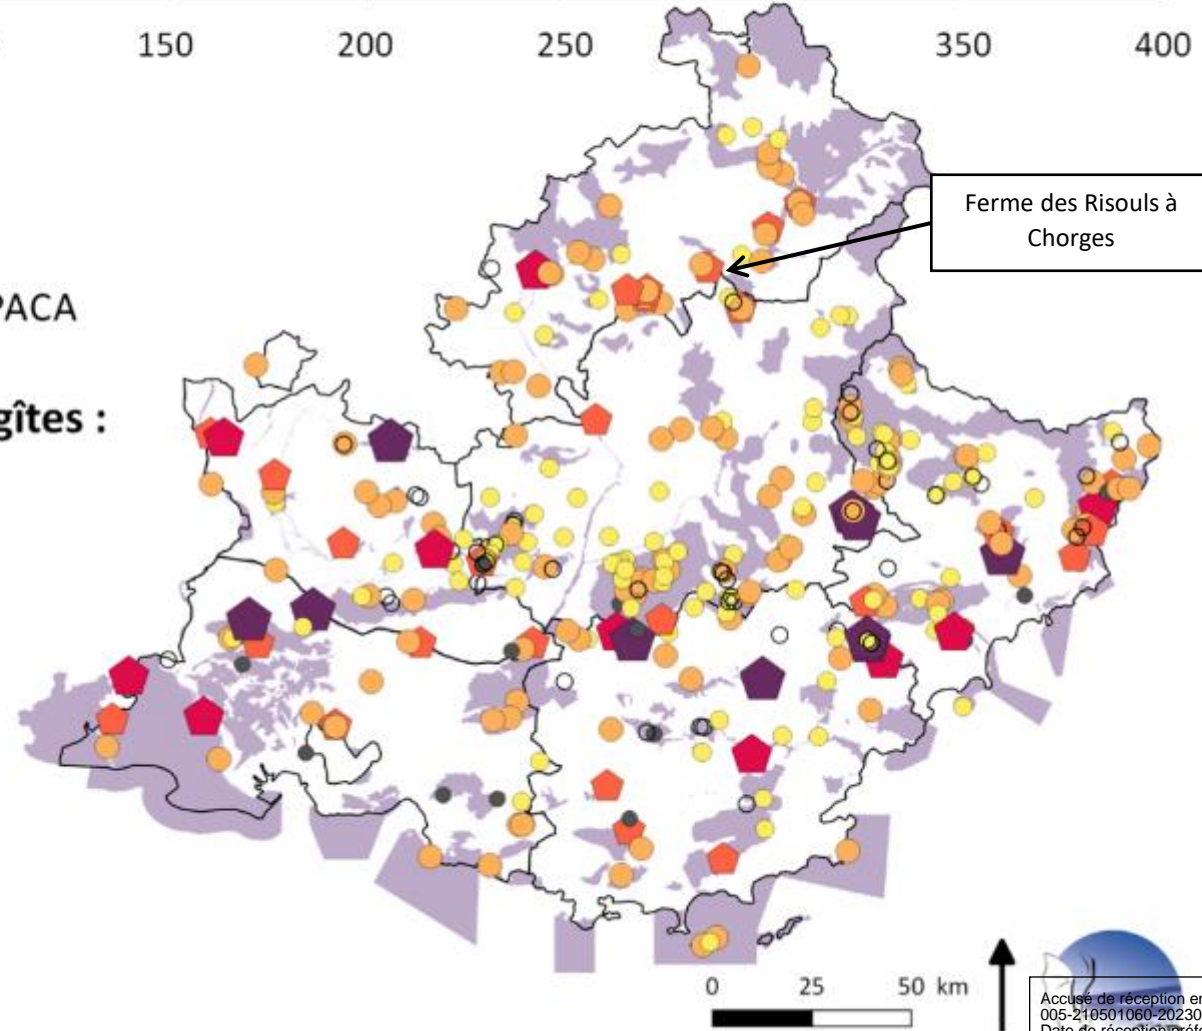 150 200 250 350 400
Ferme des Risouls à
Chorges
PACA
gîtes :
0 25 50 km
Accusé de réception en
005-210501060-20230